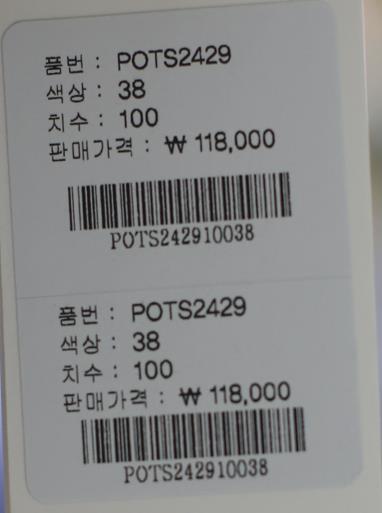 품번 : POTS2429
색상 : 38
치수 : 100
판매가격 : ₩ 118,000
POTS242910038
품번 : POTS2429
색상 : 38
치수 : 100
판매가격 : ₩ 118,000
POTS242910038